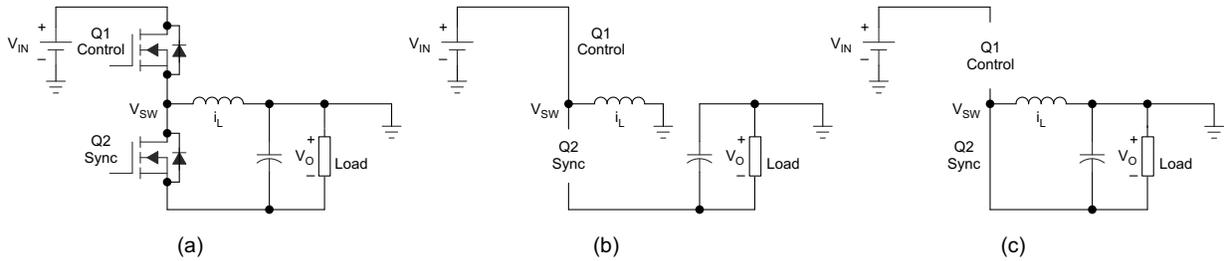 +
V_IN
−
Q1
Control
V_SW
i_L
Q2
Sync
+
V_O
−
Load
(a)
+
V_IN
−
Q1
Control
V_SW
i_L
Q2
Sync
+
V_O
−
Load
(b)
+
V_IN
−
Q1
Control
V_SW
i_L
Q2
Sync
+
V_O
−
Load
(c)